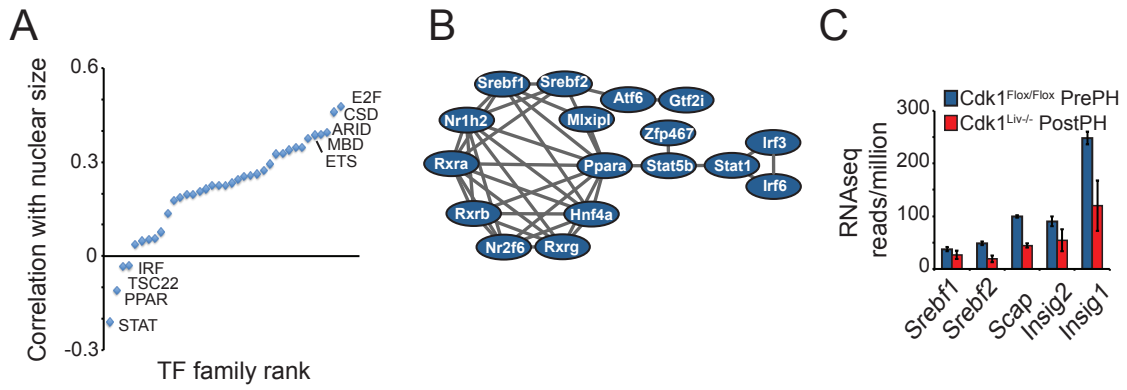 A
Correlation with nuclear size
0.6
0.3
0
-0.3
E2F
CSD
ARID
MBD
ETS
IRF
TSC22
PPAR
STAT
TF family rank
B
Srebf1
Srebf2
Atf6
Gtf2i
Nr1h2
Mlxipl
Zfp467
Irf3
Rxra
Ppara
Stat5b
Stat1
Irf6
Rxrb
Hnf4a
Nr2f6
Rxrg
C
Cdk1Flox/Flox PrePH
Cdk1Liv-/- PostPH
RNAseq
reads/million
300
200
100
0
Srebf1
Srebf2
Scap
Insig2
Insig1